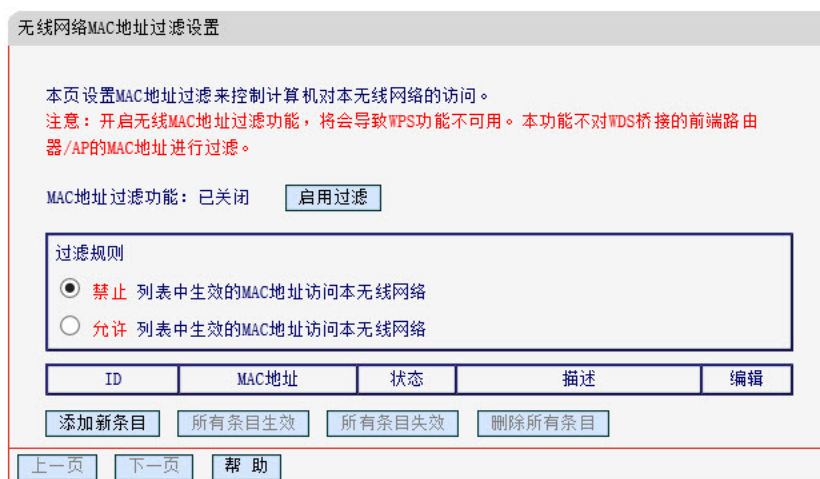 无线网络MAC地址过滤设置
本页设置MAC地址过滤来控制计算机对本无线网络的访问。
注意：开启无线MAC地址过滤功能，将会导致WPS功能不可用。本功能不对WDS桥接的前端路由
器/AP的MAC地址进行过滤。
MAC地址过滤功能：已关闭 启用过滤
过滤规则
禁止 列表中生效的MAC地址访问本无线网络
允许 列表中生效的MAC地址访问本无线网络
ID MAC地址 状态 描述 编辑
添加新条目 所有条目生效 所有条目失效 删除所有条目
上一页 下一页 帮 助